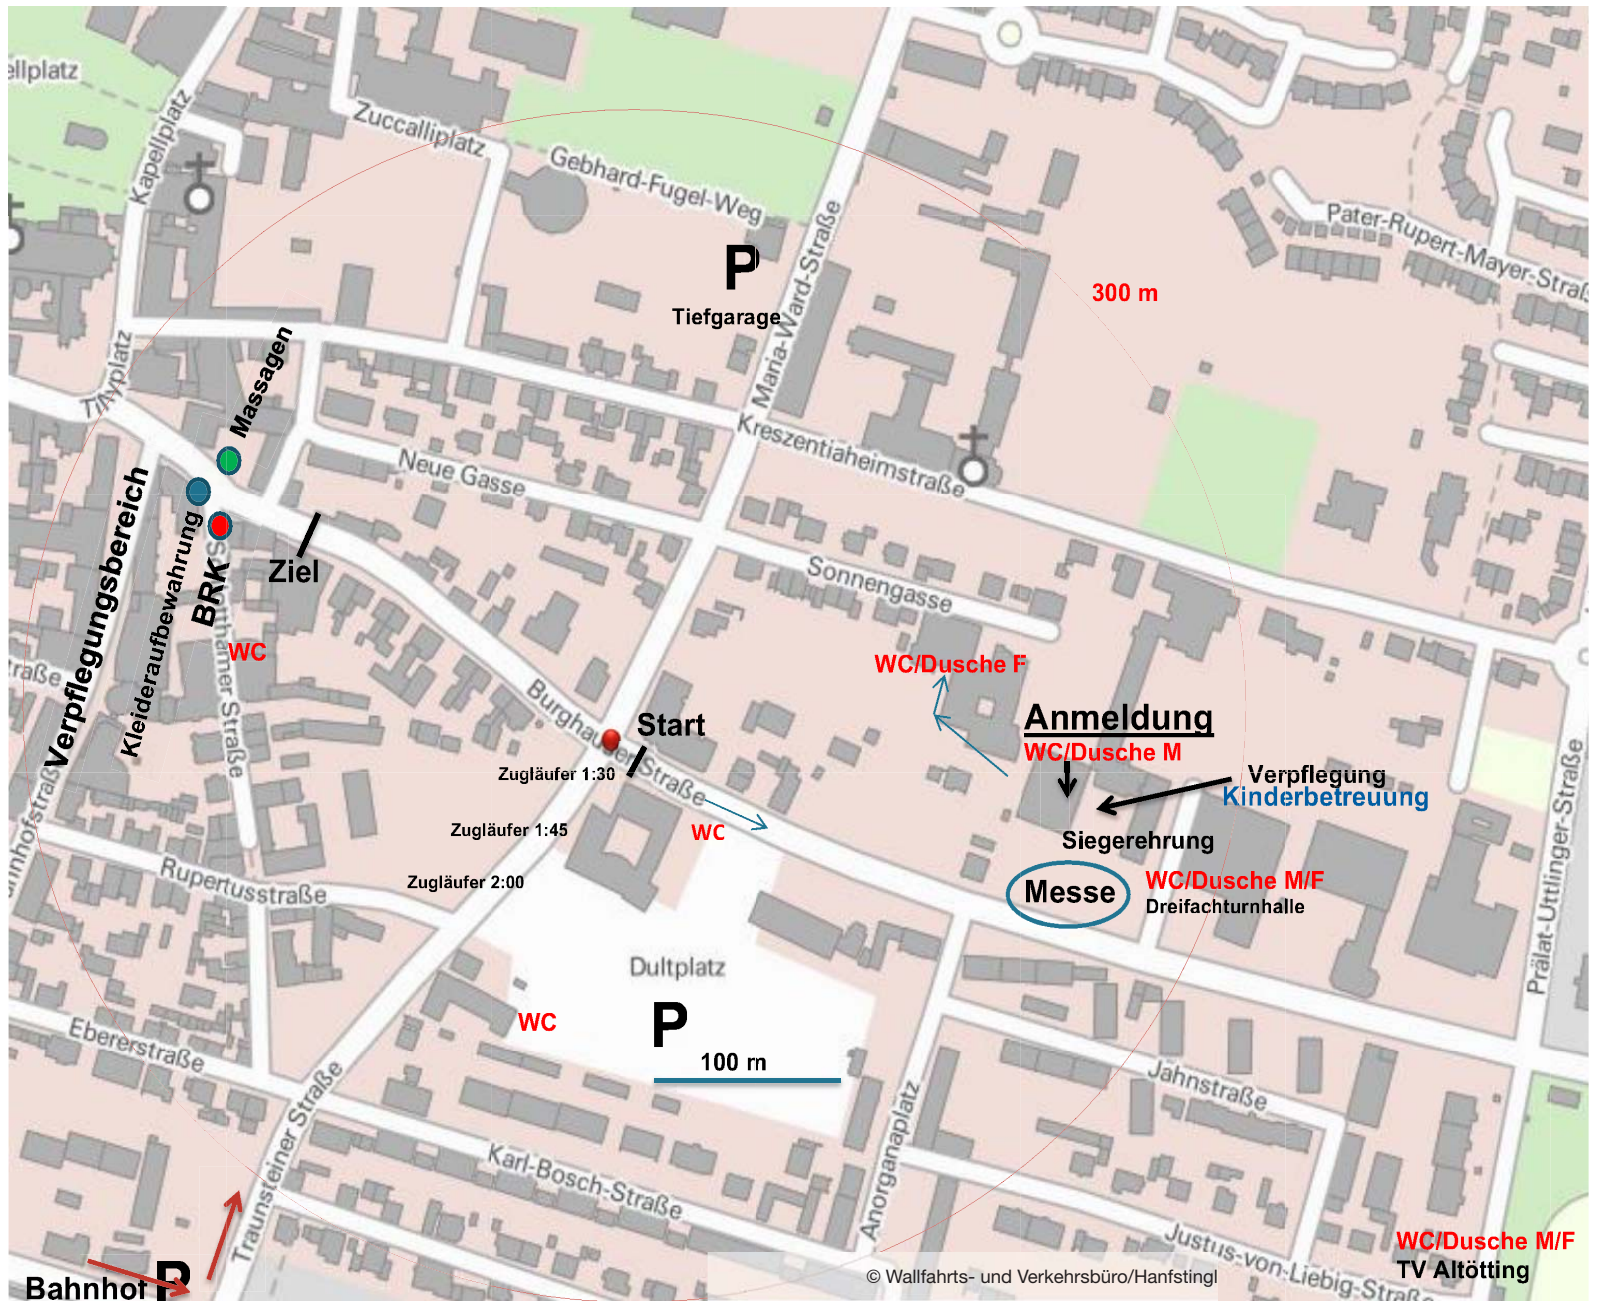 ellplatz
Kapellplatz
Zuccalliplatz
Gebhard-Fugel-Weg
Maria-Ward-Straße
Pater-Rupert-Mayer-Straß
P
Tiefgarage
300 m
Tillyplatz
Massagen
Neue Gasse
Kreszentiaheimstraße
Sonnengasse
Verpflegungsbereich
Kleideraufbewahrung
BRK
Ziel
WC
traße
WC/Dusche F
Anmeldung
WC/Dusche M
Burghauser Straße
Start
Zugläufer 1:30
Zugläufer 1:45
Zugläufer 2:00
WC
Verpflegung
Kinderbetreuung
Siegerehrung
Messe
WC/Dusche M/F
Dreifachturnhalle
Prälat-Uttlinger-Straße
Rupertusstraße
Dultplatz
P
100 m
WC
Ebererstraße
Jahnstraße
Traunsteiner Straße
Karl-Bosch-Straße
Anorganaplatz
Justus-von-Liebig-Straße
WC/Dusche M/F
TV Altötting
Bahnhof P
© Wallfahrts- und Verkehrsbüro/Hanfstingl